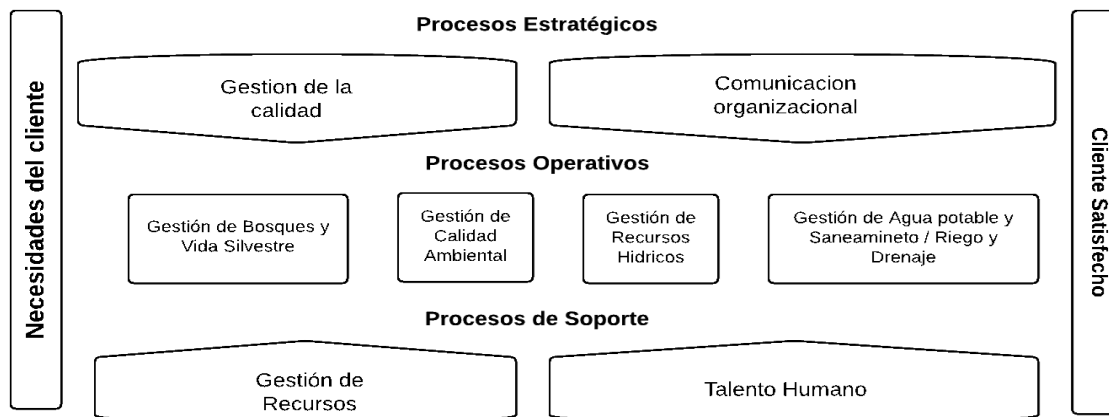 Procesos Estratégicos
Necesidades del cliente
Gestion de la
calidad
Comunicacion
organizacional
Procesos Operativos
Gestión de Bosques y
Vida Silvestre
Gestión de
Calidad
Ambiental
Gestión de
Recursos
Hidricos
Gestión de Agua potable y
Saneamineto / Riego y
Drenaje
Procesos de Soporte
Gestión de
Recursos
Talento Humano
Cliente Satisfecho